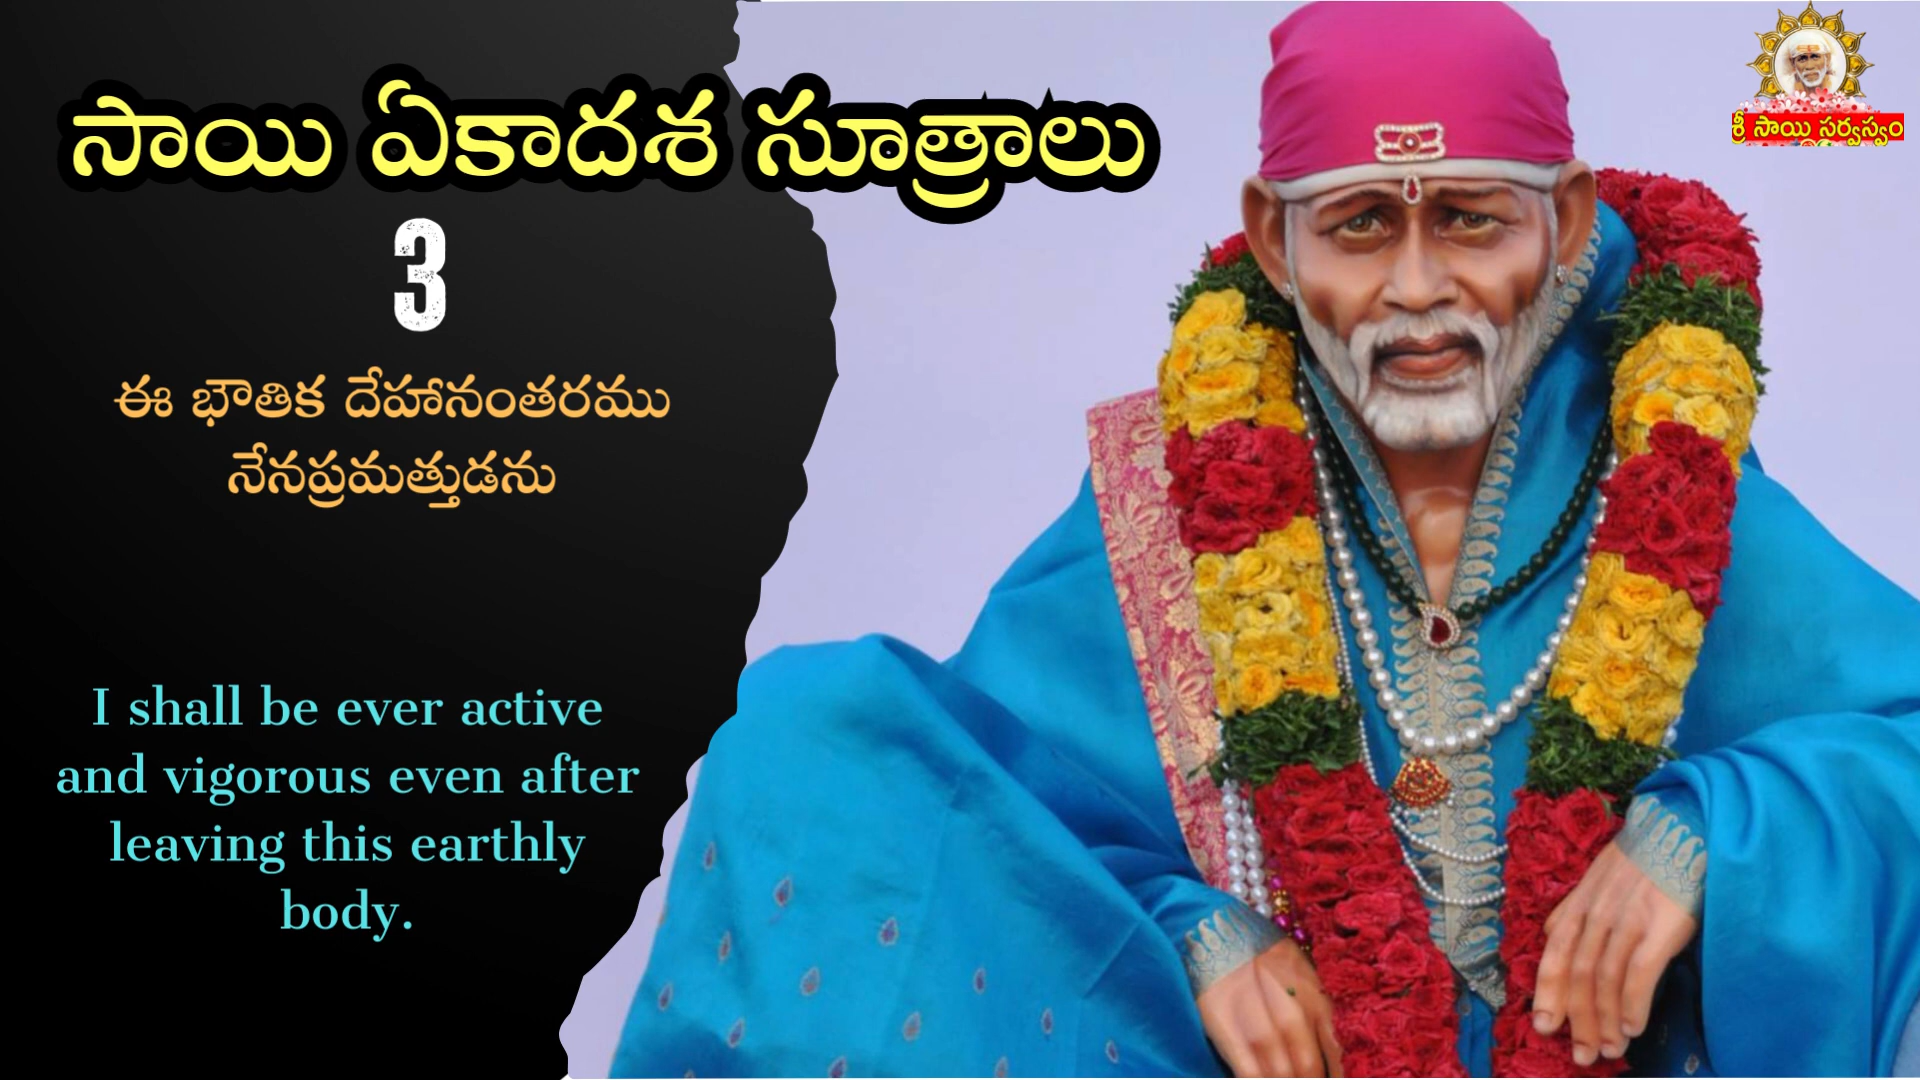 సాయి ఏకాదశ సూత్రాలు
3
ఈ భౌతిక దేహానంతరము
నేనప్రమత్తుడను
I shall be ever active
and vigorous even after
leaving this earthly
body.
శ్రీ సాయి సర్వస్వం